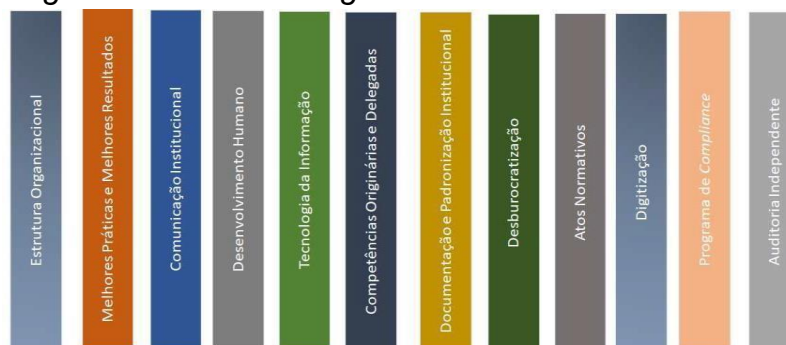 Estrutura Organizacional
Melhores Práticas e Melhores Resultados
Comunicação Institucional
Desenvolvimento Humano
Tecnologia da Informação
Competências Originárias e Delegadas
Documentação e Padronização Institucional
Desburocratização
Atos Normativos
Digitização
Programa de Compliance
Auditoria Independente